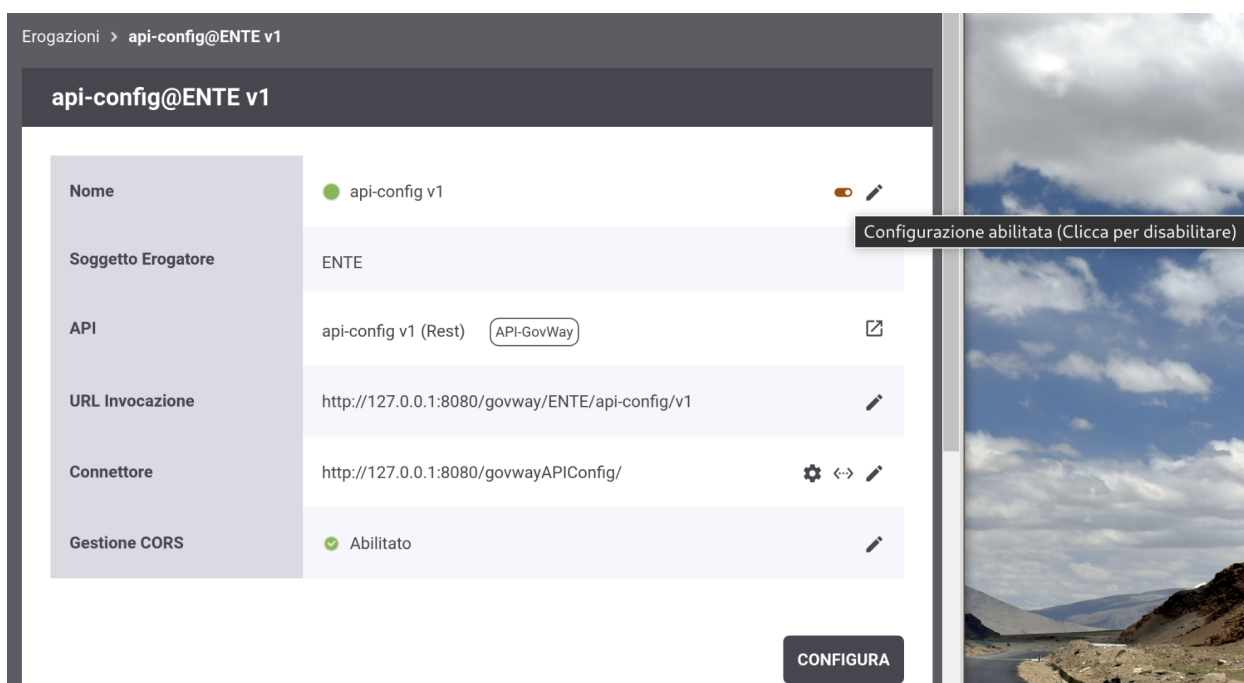 Erogazioni > api-config@ENTE v1
api-config@ENTE v1
Nome api-config v1
Configurazione abilitata (Clicca per disabilitare)
Soggetto Erogatore ENTE
API api-config v1 (Rest) API-GovWay
URL Invocazione http://127.0.0.1:8080/govway/ENTE/api-config/v1
Connettore http://127.0.0.1:8080/govwayAPIConfig/
Gestione CORS Abilitato
CONFIGURA